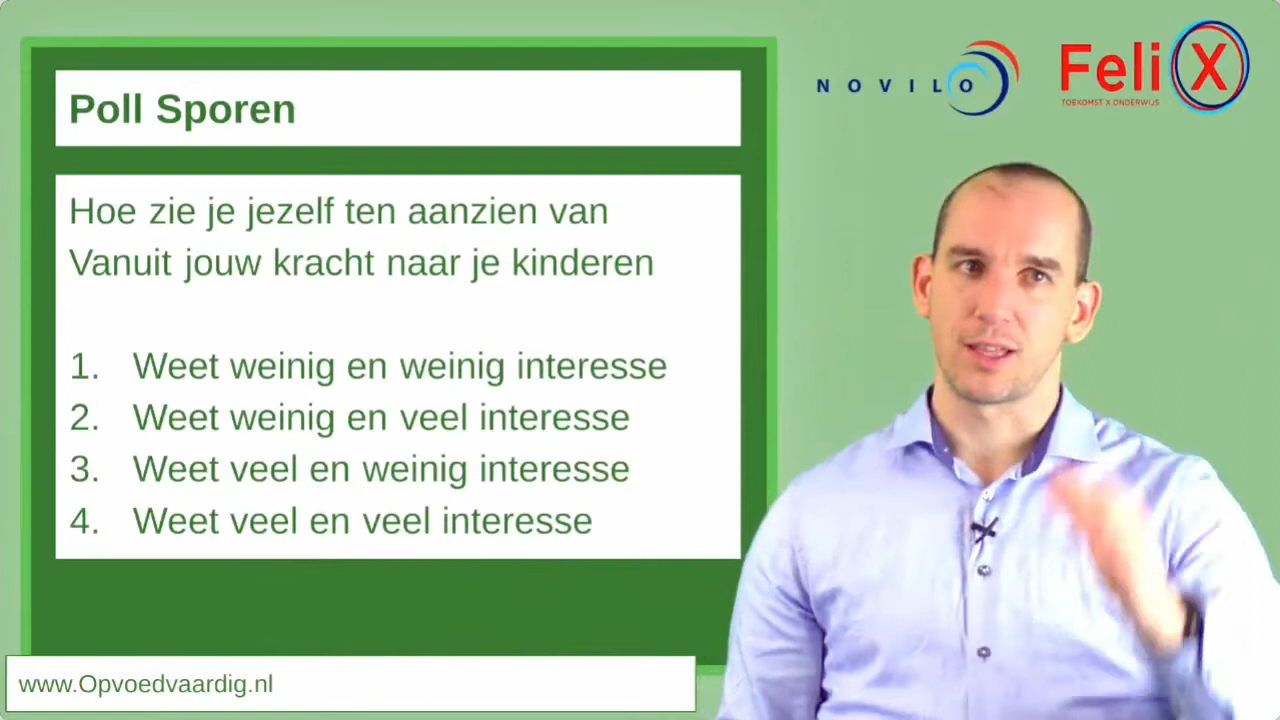 Poll Sporen
NOVILO
FeliX
TOEKOMST X ONDERWIJS
Hoe zie je jezelf ten aanzien van
Vanuit jouw kracht naar je kinderen
1. Weet weinig en weinig interesse
2. Weet weinig en veel interesse
3. Weet veel en weinig interesse
4. Weet veel en veel interesse
www.Opvoedvaardig.nl